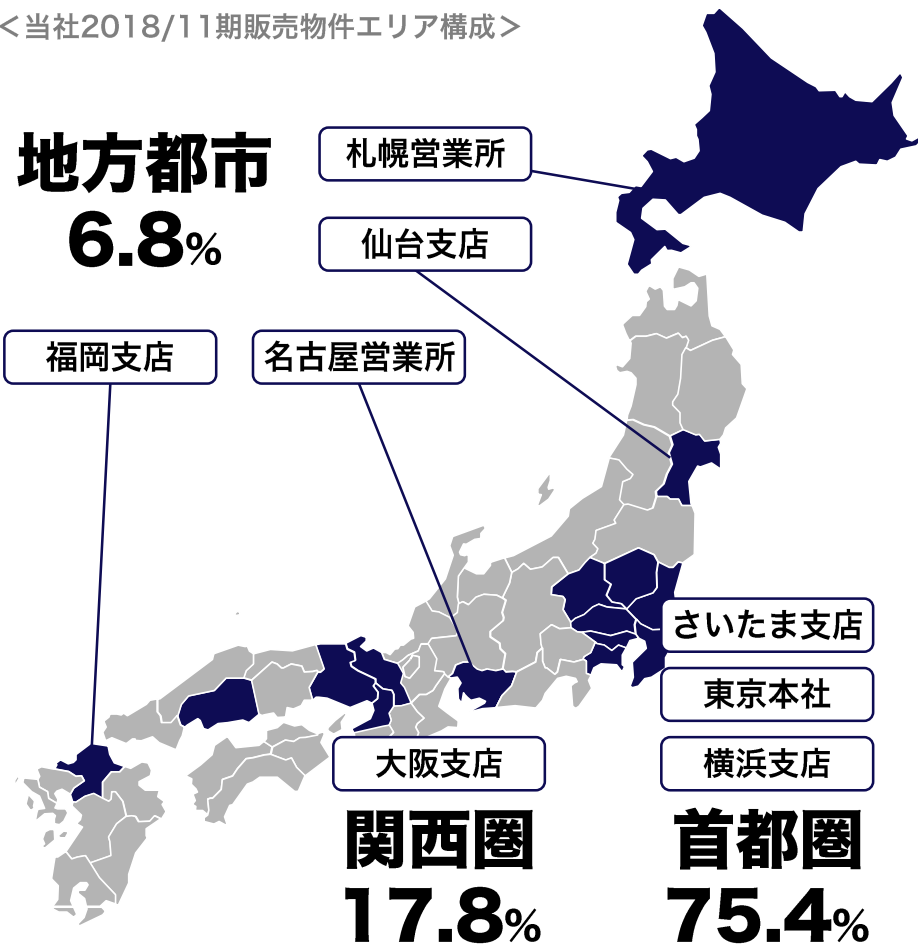 ＜当社2018/11期販売物件エリア構成＞
地方都市
6.8%
札幌営業所
仙台支店
福岡支店
名古屋営業所
さいたま支店
東京本社
大阪支店
横浜支店
関西圏
17.8%
首都圏
75.4%